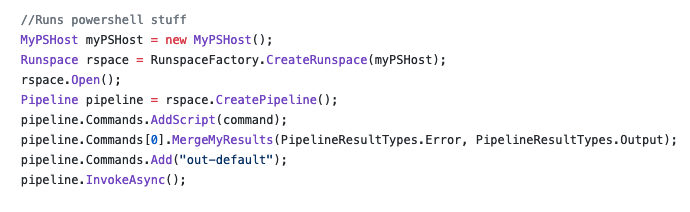 //Runs powershell stuff
MyPSHost myPSHost = new MyPSHost();
Runspace rspace = RunspaceFactory.CreateRunspace(myPSHost);
rspace.Open();
Pipeline pipeline = rspace.CreatePipeline();
pipeline.Commands.AddScript(command);
pipeline.Commands[0].MergeMyResults(PipelineResultTypes.Error, PipelineResultTypes.Output);
pipeline.Commands.Add("out-default");
pipeline.InvokeAsync();